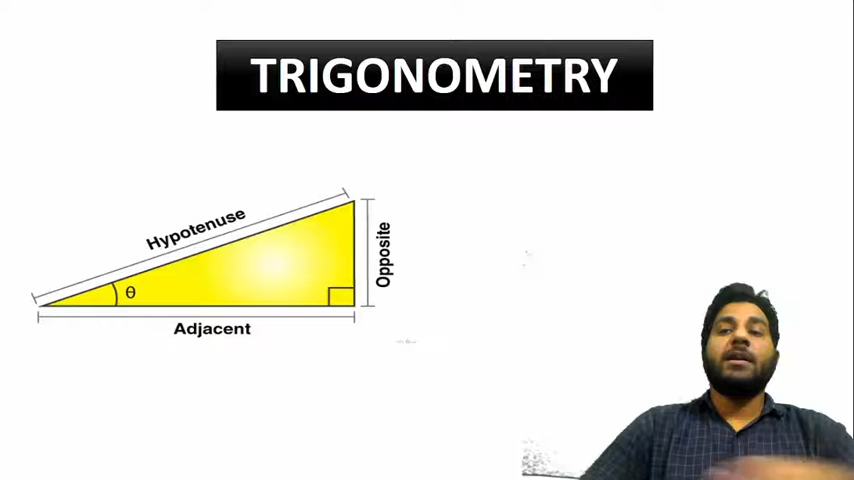 TRIGONOMETRY
Hypotenuse
Opposite
θ
Adjacent